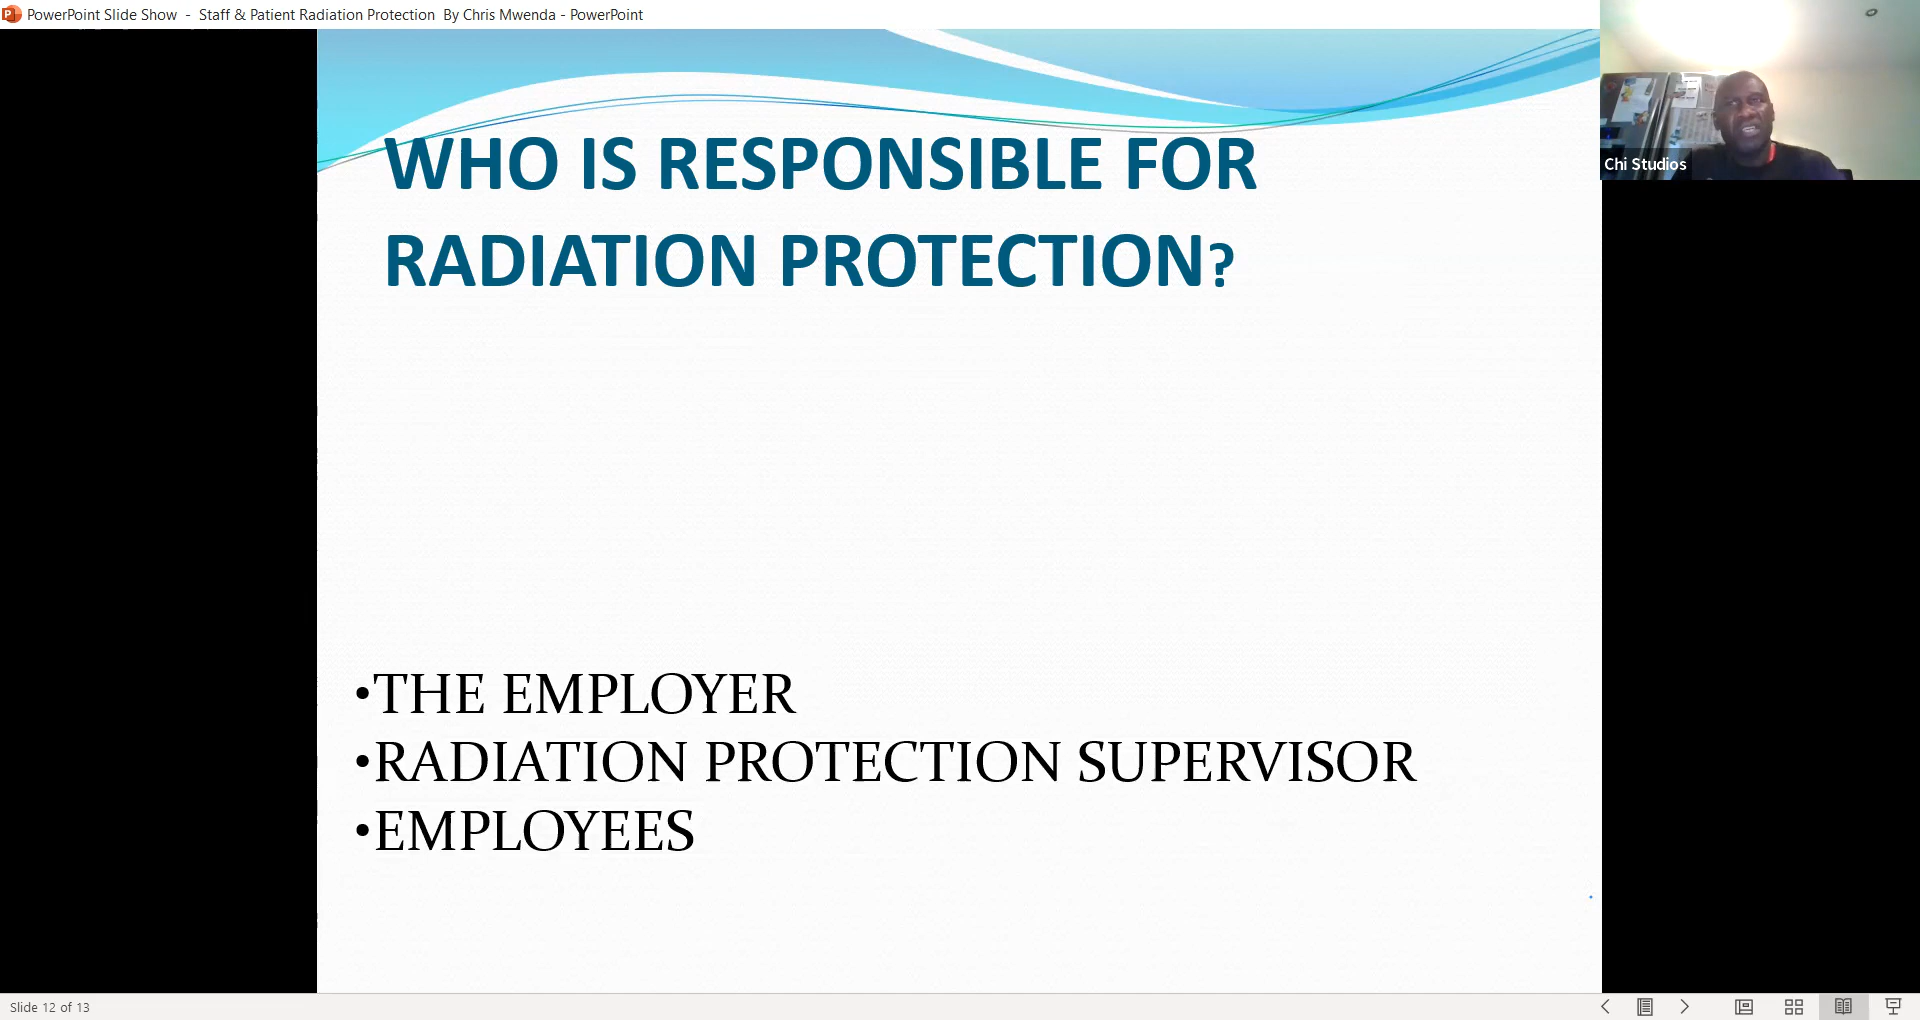 PowerPoint Slide Show - Staff & Patient Radiation Protection By Chris Mwenda - PowerPoint
Chi Studios
WHO IS RESPONSIBLE FOR
RADIATION PROTECTION?
•THE EMPLOYER
•RADIATION PROTECTION SUPERVISOR
•EMPLOYEES
Slide 12 of 13